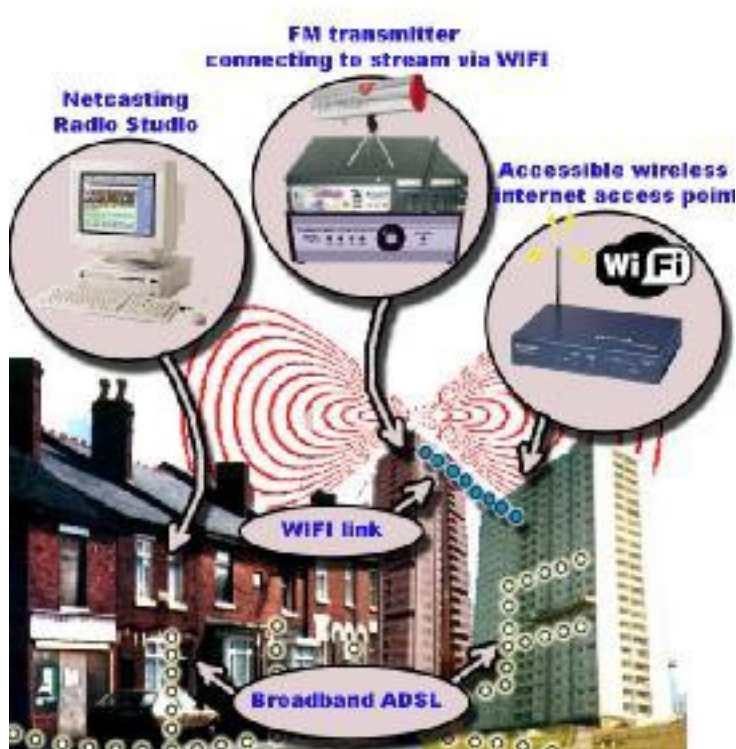 FM transmitter
connecting to stream via WIFI
Netcasting
Radio Studio
Accessible wireless
internet access point
Wi Fi
WIFI link
Broadband ADSL